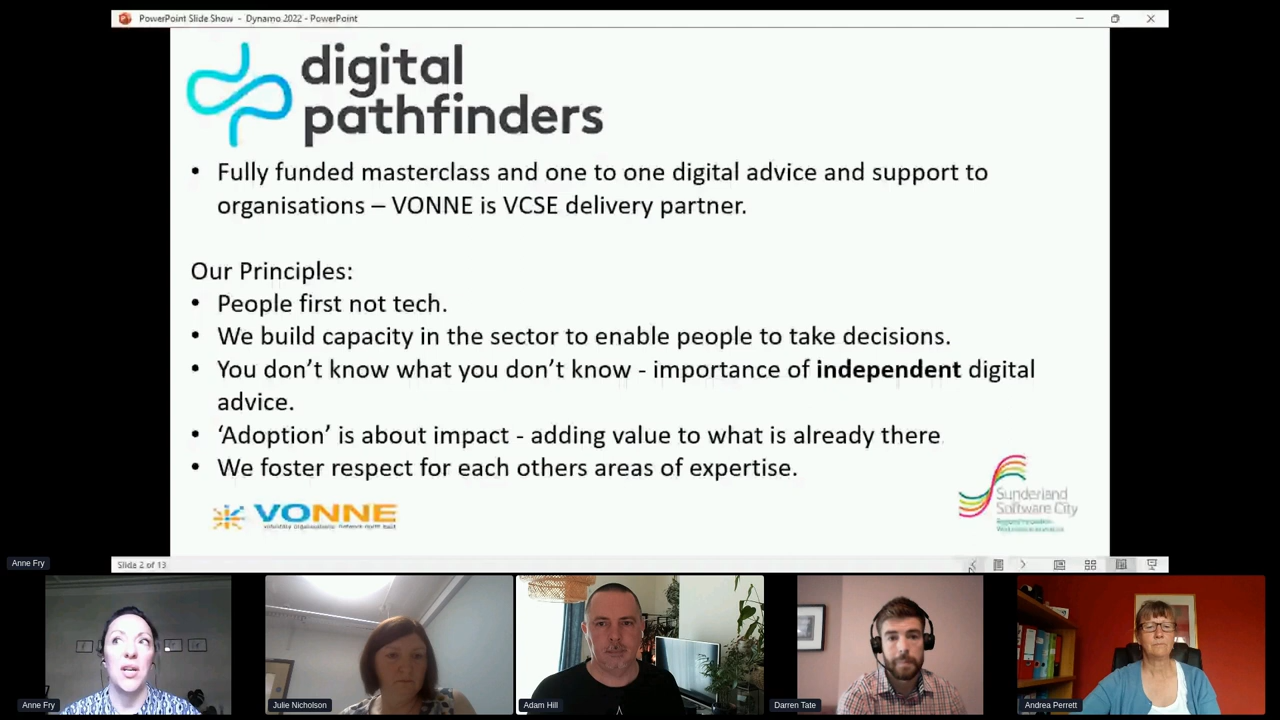 PowerPoint Slide Show - Dynamo 2022 - PowerPoint
digital
pathfinders
• Fully funded masterclass and one to one digital advice and support to
organisations – VONNE is VCSE delivery partner.
Our Principles:
• People first not tech.
• We build capacity in the sector to enable people to take decisions.
• You don’t know what you don’t know - importance of independent digital
advice.
• ‘Adoption’ is about impact - adding value to what is already there
• We foster respect for each others areas of expertise.
VONNE
voluntary organisations' network north east
Sunderland
Software City
Slide 2 of 13
Anne Fry
Anne Fry
Julie Nicholson
Adam Hill
Darren Tate
Andrea Perrett